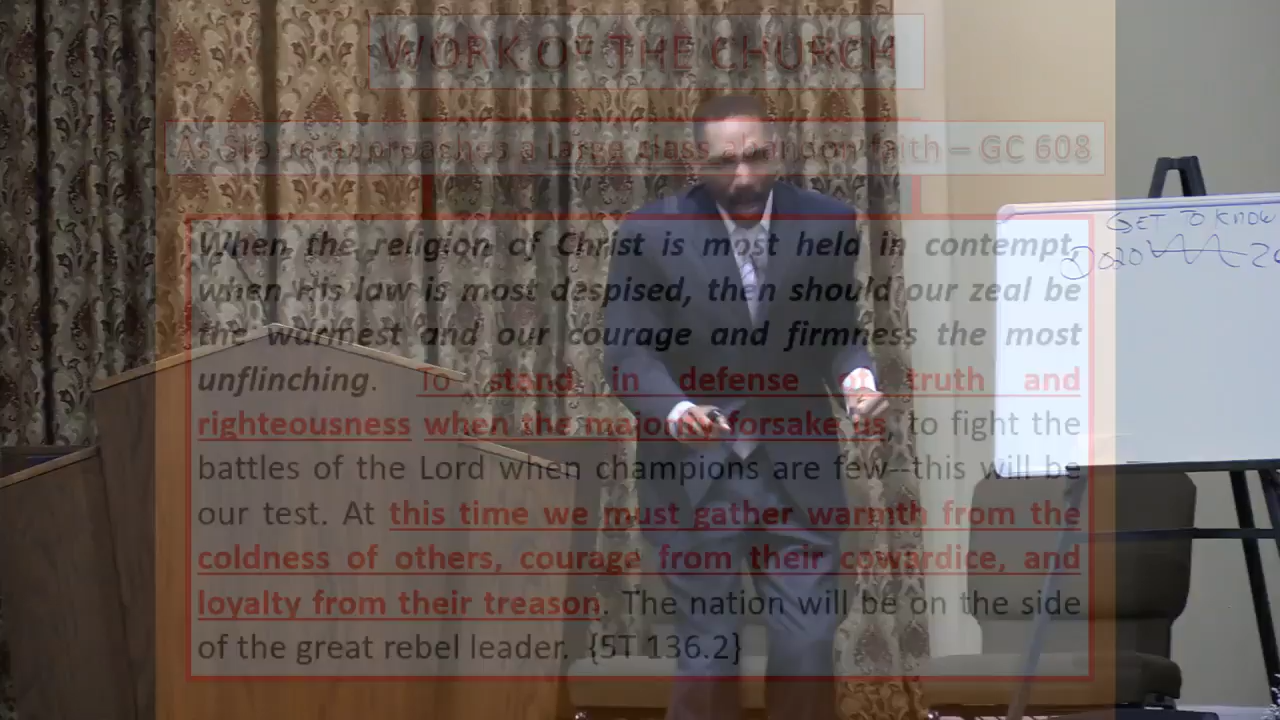 WORK OF THE CHURCH
As Storm approaches a large class abandon faith – GC 608
When the religion of Christ is most held in contempt,
when His law is most despised, then should our zeal be
the warmest and our courage and firmness the most
unflinching. To stand in defense of truth and
righteousness when the majority forsake us, to fight the
battles of the Lord when champions are few--this will be
our test. At this time we must gather warmth from the
coldness of others, courage from their cowardice, and
loyalty from their treason. The nation will be on the side
of the great rebel leader. {5T 136.2}
GET TO KNOW